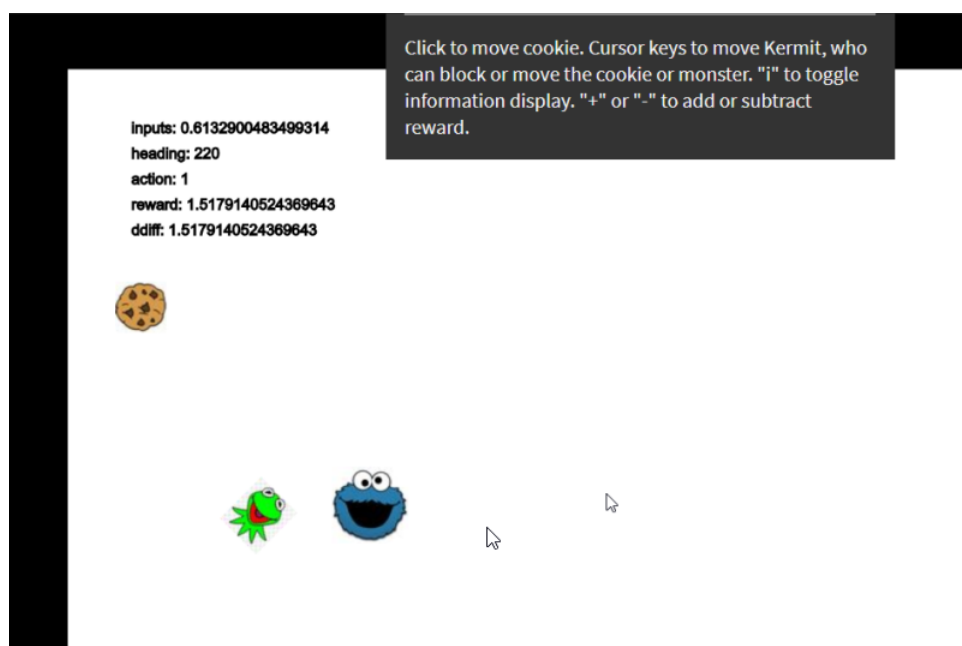 Click to move cookie. Cursor keys to move Kermit, who
can block or move the cookie or monster. "i" to toggle
information display. "+" or "-" to add or subtract
reward.
inputs: 0.6132900483499314
heading: 220
action: 1
reward: 1.5179140524369643
ddiff: 1.5179140524369643